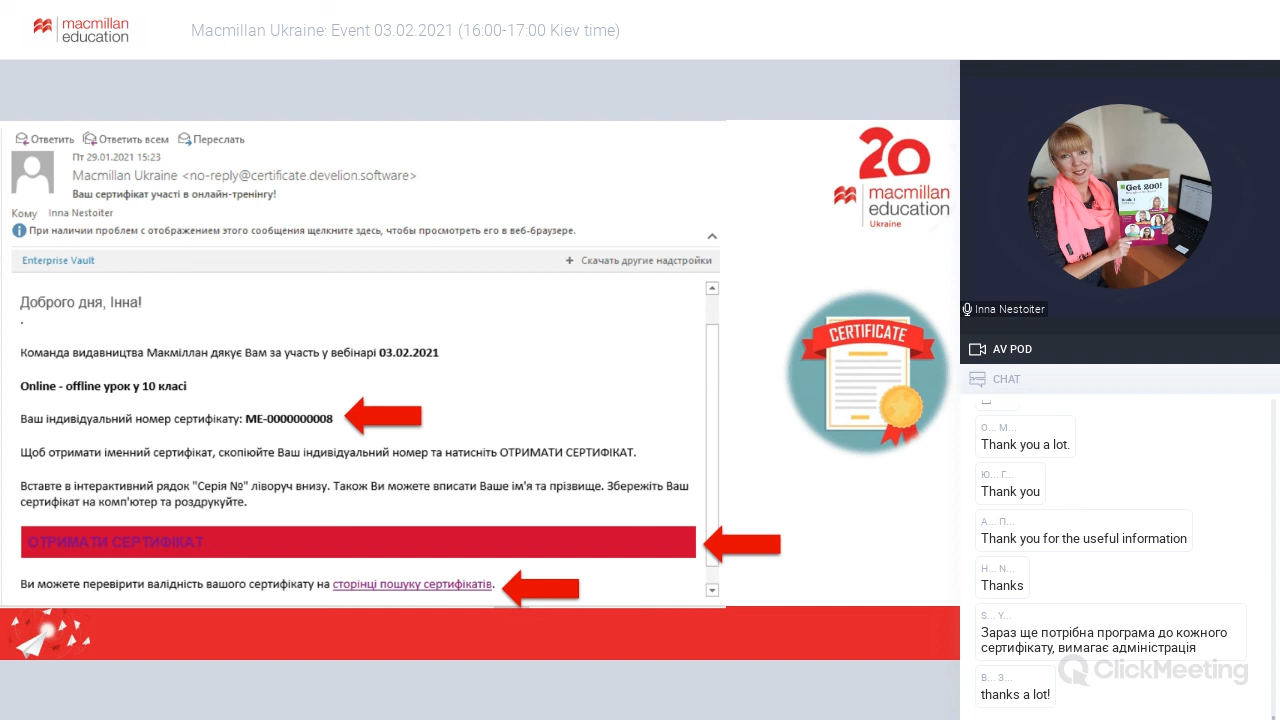 macmillan
education
Macmillan Ukraine: Event 03.02.2021 (16:00-17:00 Kiev time)
Ответить Ответить всем Переслать
Пт 29.01.2021 15:23
Macmillan Ukraine <no-reply@certificate.develion.software>
Ваш сертифікат участі в онлайн-тренінгу!
Кому Inna Nestoiter
При наличии проблем с отображением этого сообщения щелкните здесь, чтобы просмотреть его в веб-браузере.
Enterprise Vault + Скачать другие надстройки
Доброго дня, Інна!
.
Команда видавництва Макміллан дякує Вам за участь у вебінарі 03.02.2021
Online - offline урок у 10 класі
Ваш індивідуальний номер сертифікату: ME-0000000008
Щоб отримати іменний сертифікат, скопіюйте Ваш індивідуальний номер та натисніть ОТРИМАТИ СЕРТИФІКАТ.
Вставте в інтерактивний рядок "Серія №" ліворуч внизу. Також Ви можете вписати Ваше ім'я та прізвище. Збережіть Ваш
сертифікат на комп'ютер та роздрукуйте.
ОТРИМАТИ СЕРТИФІКАТ
Ви можете перевірити валідність вашого сертифікату на сторінці пошуку сертифікатів.
20
macmillan
education
Ukraine
CERTIFICATE
Get 200!
Inna Nestoiter
AV POD
CHAT
O... M...
Thank you a lot.
Ю... Г...
Thank you
А... П...
Thank you for the useful information
H... N...
Thanks
S... Y...
Зараз ще потрібна програма до кожного
сертифікату, вимагає адміністрація
В... З...
thanks a lot!
ClickMeeting